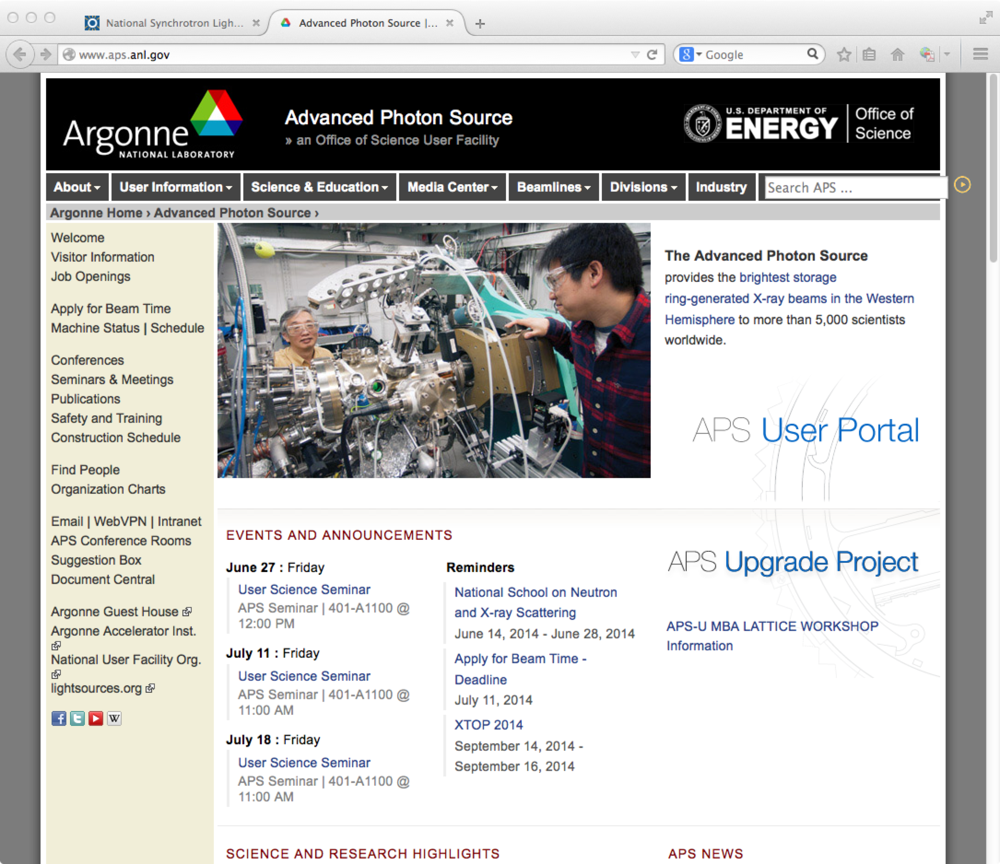 National Synchrotron Ligh...
Advanced Photon Source |...
www.aps.anl.gov
Google
Argonne
NATIONAL LABORATORY
Advanced Photon Source
» an Office of Science User Facility
U.S. DEPARTMENT OF
ENERGY
Office of
Science
About
User Information
Science & Education
Media Center
Beamlines
Divisions
Industry
Search APS ...
Argonne Home › Advanced Photon Source ›
Welcome
Visitor Information
Job Openings
Apply for Beam Time
Machine Status | Schedule
Conferences
Seminars & Meetings
Publications
Safety and Training
Construction Schedule
Find People
Organization Charts
Email | WebVPN | Intranet
APS Conference Rooms
Suggestion Box
Document Central
Argonne Guest House
Argonne Accelerator Inst.
National User Facility Org.
lightsources.org
The Advanced Photon Source
provides the brightest storage
ring-generated X-ray beams in the Western
Hemisphere to more than 5,000 scientists
worldwide.
APS User Portal
EVENTS AND ANNOUNCEMENTS
June 27 : Friday
User Science Seminar
APS Seminar | 401-A1100 @
12:00 PM
July 11 : Friday
User Science Seminar
APS Seminar | 401-A1100 @
11:00 AM
July 18 : Friday
User Science Seminar
APS Seminar | 401-A1100 @
11:00 AM
Reminders
National School on Neutron
and X-ray Scattering
June 14, 2014 - June 28, 2014
Apply for Beam Time -
Deadline
July 11, 2014
XTOP 2014
September 14, 2014 -
September 16, 2014
APS Upgrade Project
APS-U MBA LATTICE WORKSHOP
Information
SCIENCE AND RESEARCH HIGHLIGHTS
APS NEWS